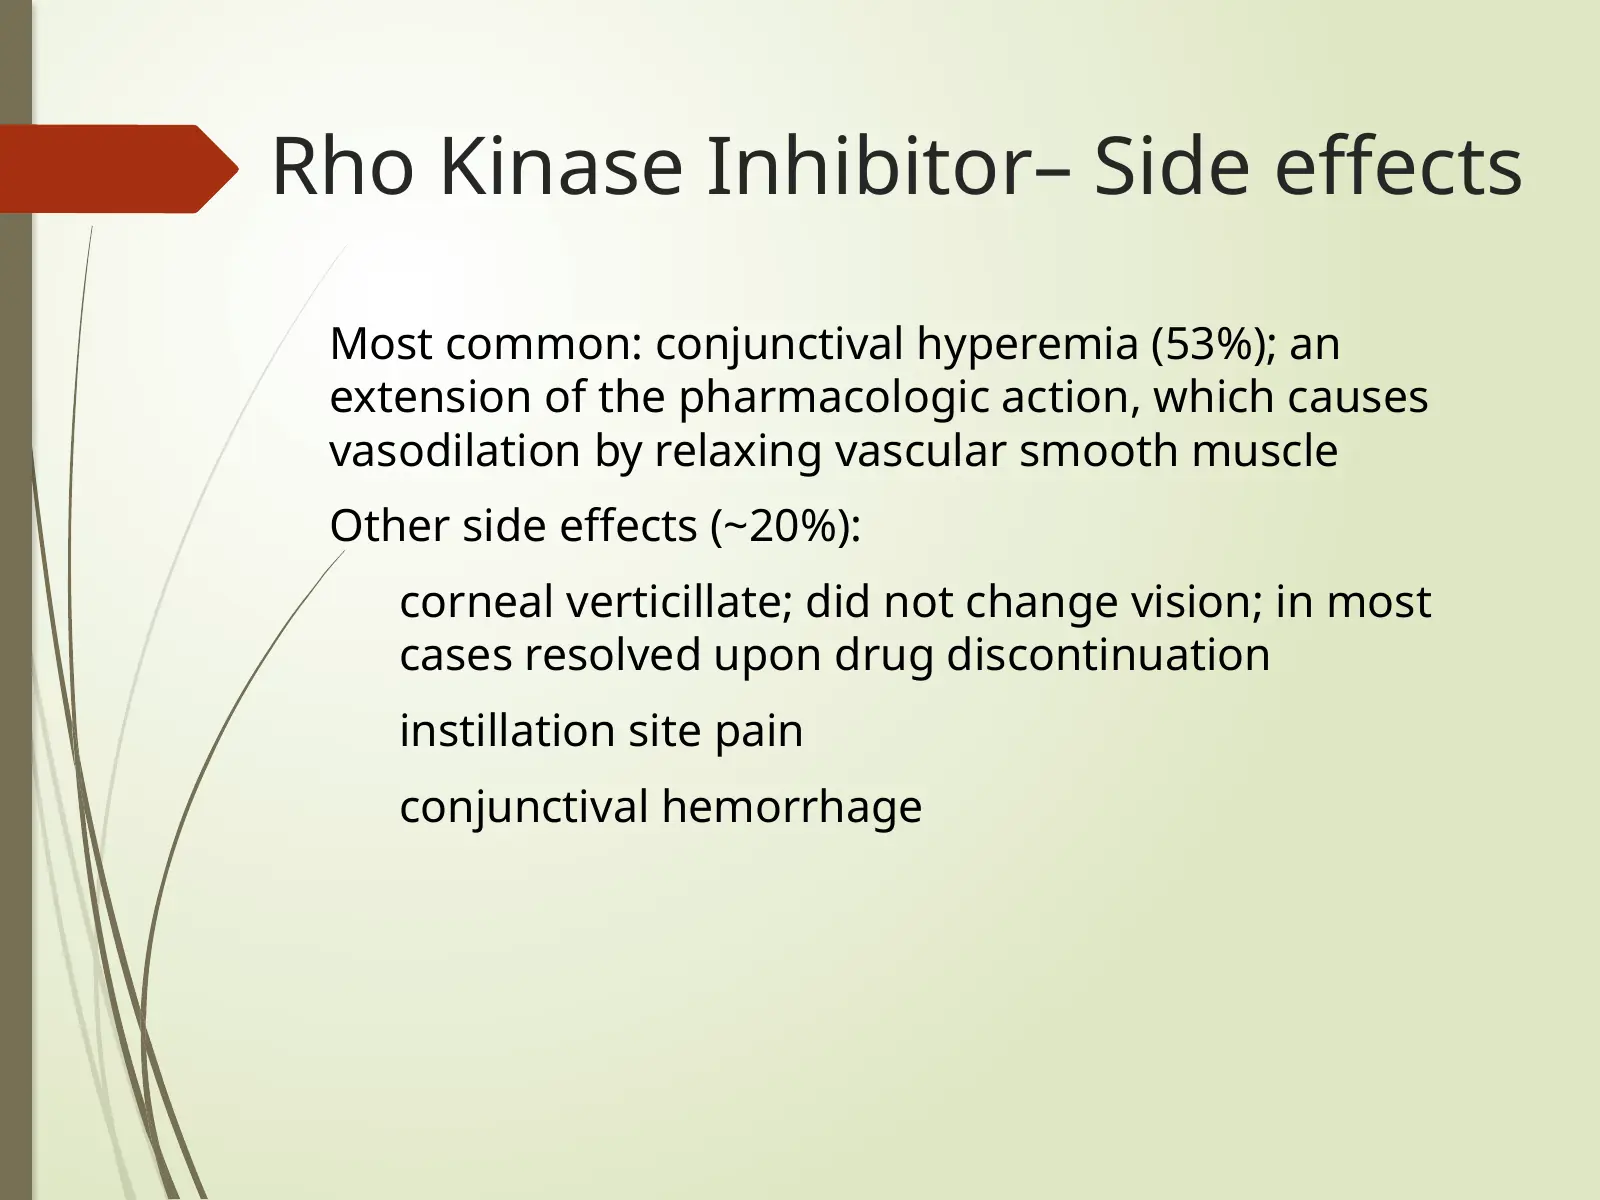 Rho Kinase Inhibitor– Side effects
Most common: conjunctival hyperemia (53%); an
extension of the pharmacologic action, which causes
vasodilation by relaxing vascular smooth muscle
Other side effects (~20%):
corneal verticillate; did not change vision; in most
cases resolved upon drug discontinuation
instillation site pain
conjunctival hemorrhage